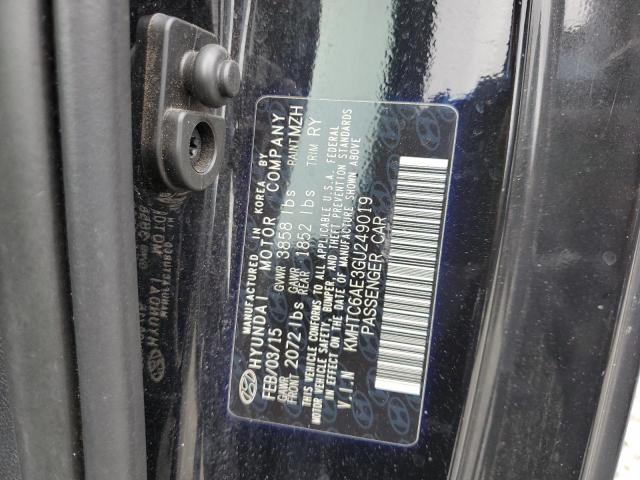 MANUFACTURED IN KOREA BY
HYUNDAI MOTOR COMPANY
FEB/03/15 GVWR 3858 lbs PAINT MZH
GAWR FRONT 2072 lbs GAWR REAR 1852 lbs TRIM RY
THIS VEHICLE CONFORMS TO ALL APPLICABLE U.S.A. FEDERAL
MOTOR VEHICLE SAFETY, BUMPER, AND THEFT PREVENTION STANDARDS
IN EFFECT ON THE DATE OF MANUFACTURE SHOWN ABOVE
V.I.N KMHTC6AE3GU249019
PASSENGER CAR